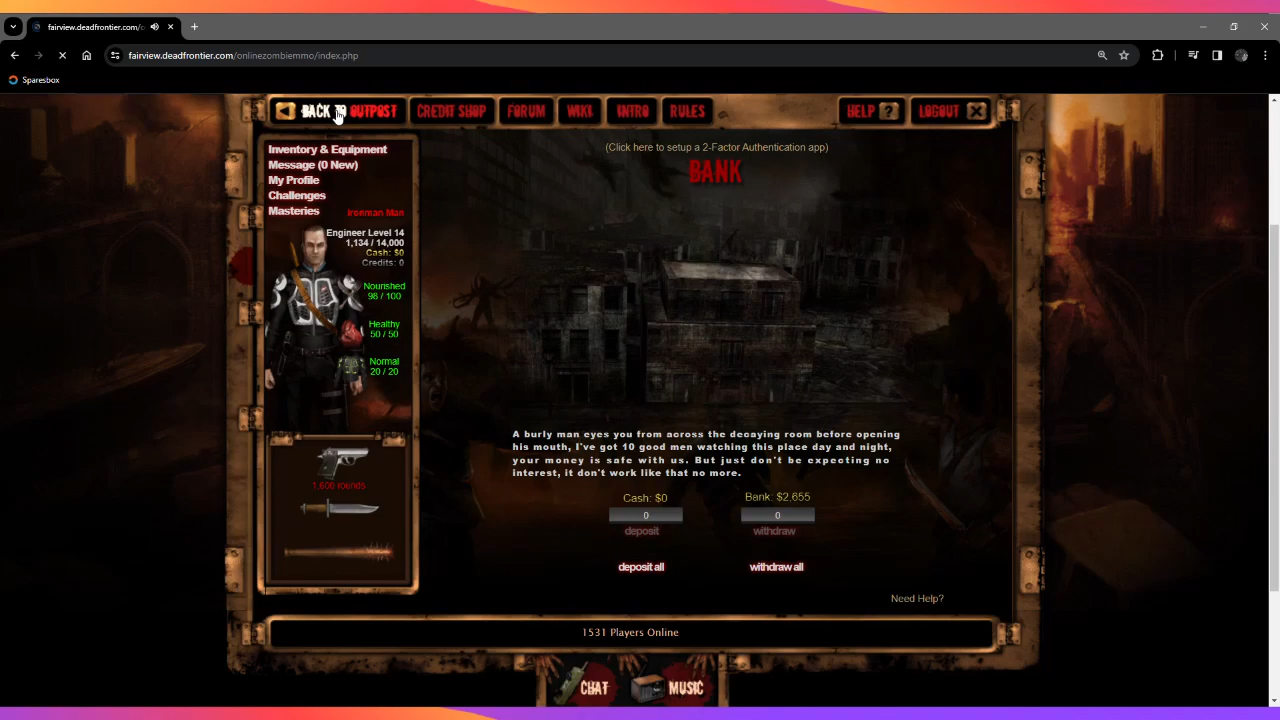 fairview.deadfrontier.com/o
fairview.deadfrontier.com/onlinezombiemmo/index.php
Sparesbox
BACK TO OUTPOST
CREDIT SHOP
FORUM
WIKI
INTRO
RULES
HELP ?
LOGOUT
Inventory & Equipment
Message (0 New)
My Profile
Challenges
Masteries
Ironman Man
Engineer Level 14
1,134 / 14,000
Cash: $0
Credits: 0
Nourished
98 / 100
Healthy
50 / 50
Normal
20 / 20
1,600 rounds
(Click here to setup a 2-Factor Authentication app)
BANK
A burly man eyes you from across the decaying room before opening
his mouth, I've got 10 good men watching this place day and night,
your money is safe with us. But just don't be expecting no
interest, it don't work like that no more.
Cash: $0
Bank: $2,655
0
0
deposit
withdraw
deposit all
withdraw all
Need Help?
1531 Players Online
CHAT
MUSIC